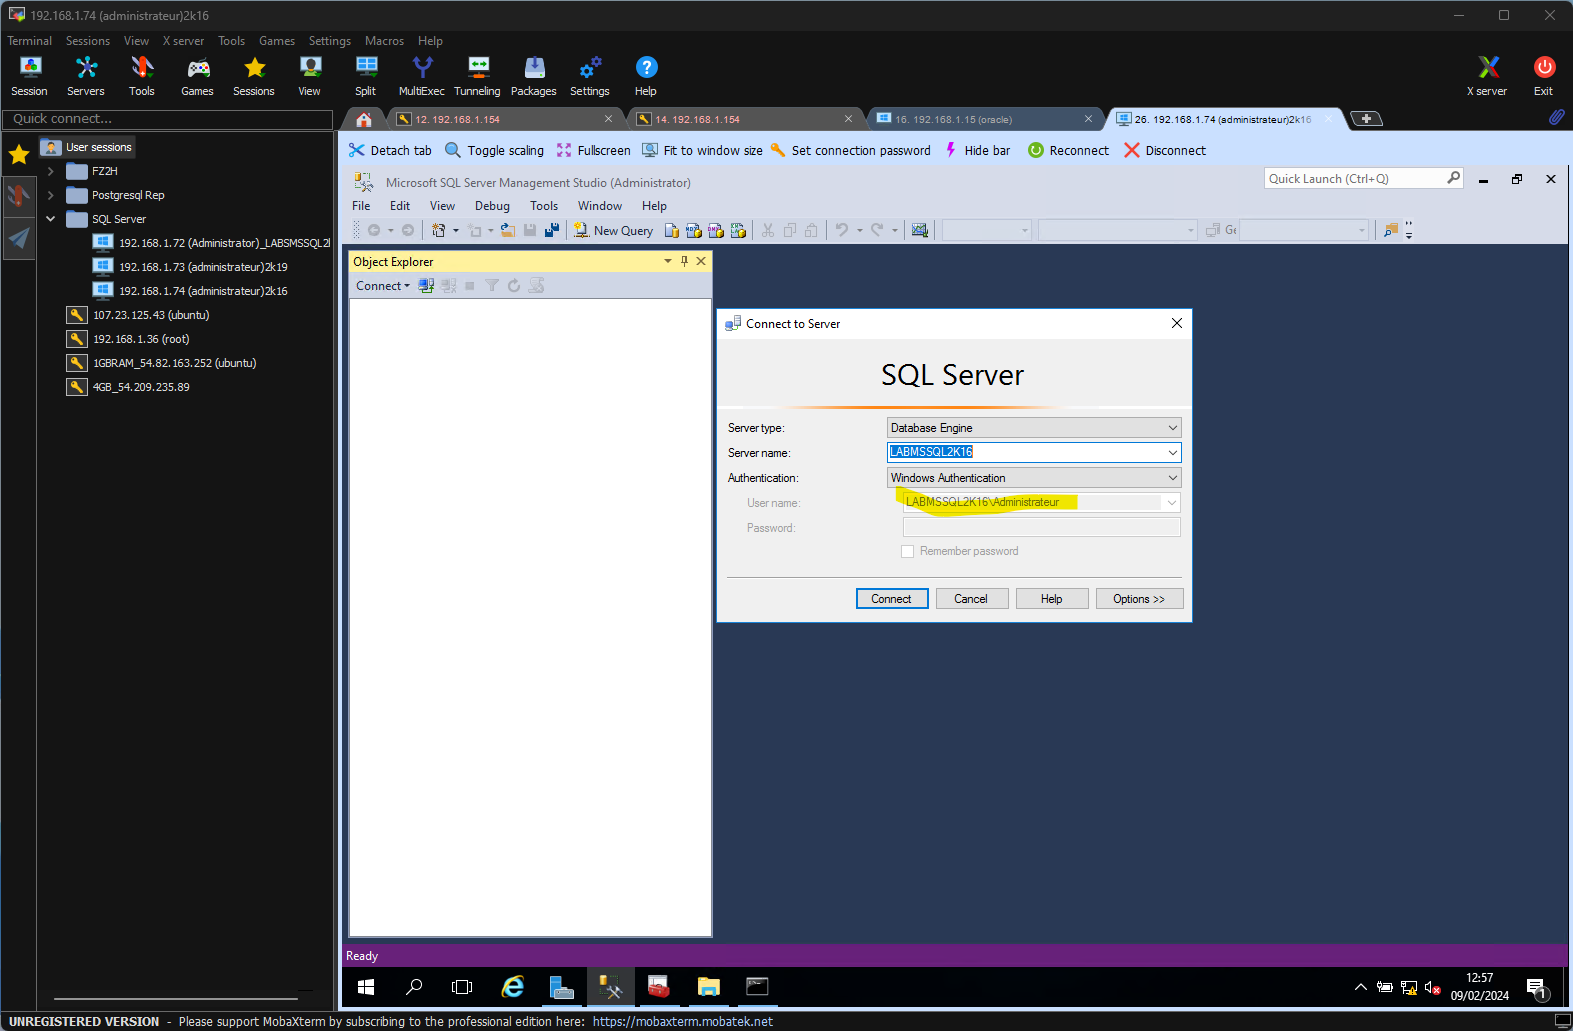 192.168.1.74 (administrateur)2k16
Terminal Sessions View X server Tools Games Settings Macros Help
Session Servers Tools Games Sessions View Split MultiExec Tunneling Packages Settings Help X server Exit
Quick connect...
12. 192.168.1.154
14. 192.168.1.154
16. 192.168.1.15 (oracle)
26. 192.168.1.74 (administrateur)2k16
User sessions
FZ2H
Postgresql Rep
SQL Server
192.168.1.72 (Administrator)_LABSMSSQL2
192.168.1.73 (administrateur)2k19
192.168.1.74 (administrateur)2k16
107.23.125.43 (ubuntu)
192.168.1.36 (root)
1GBRAM_54.82.163.252 (ubuntu)
4GB_54.209.235.89
Detach tab Toggle scaling Fullscreen Fit to window size Set connection password Hide bar Reconnect Disconnect
Microsoft SQL Server Management Studio (Administrator)
Quick Launch (Ctrl+Q)
File Edit View Debug Tools Window Help
New Query
Object Explorer
Connect
Connect to Server
SQL Server
Server type: Database Engine
Server name: LABMSSQL2K16
Authentication: Windows Authentication
User name: LABMSSQL2K16\Administrateur
Password:
Remember password
Connect Cancel Help Options >>
Ready
12:57
09/02/2024
1
UNREGISTERED VERSION - Please support MobaXterm by subscribing to the professional edition here: https://mobaxterm.mobatek.net